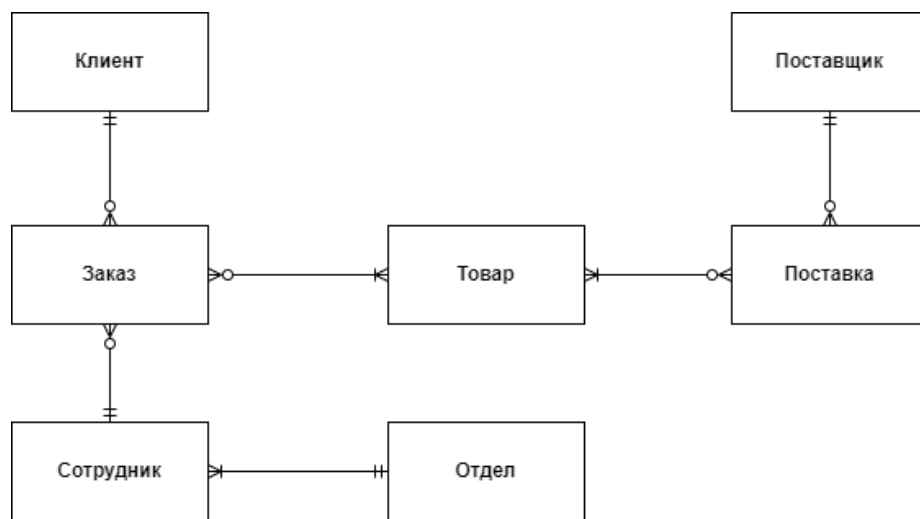 Клиент
Поставщик
Заказ
Товар
Поставка
Сотрудник
Отдел